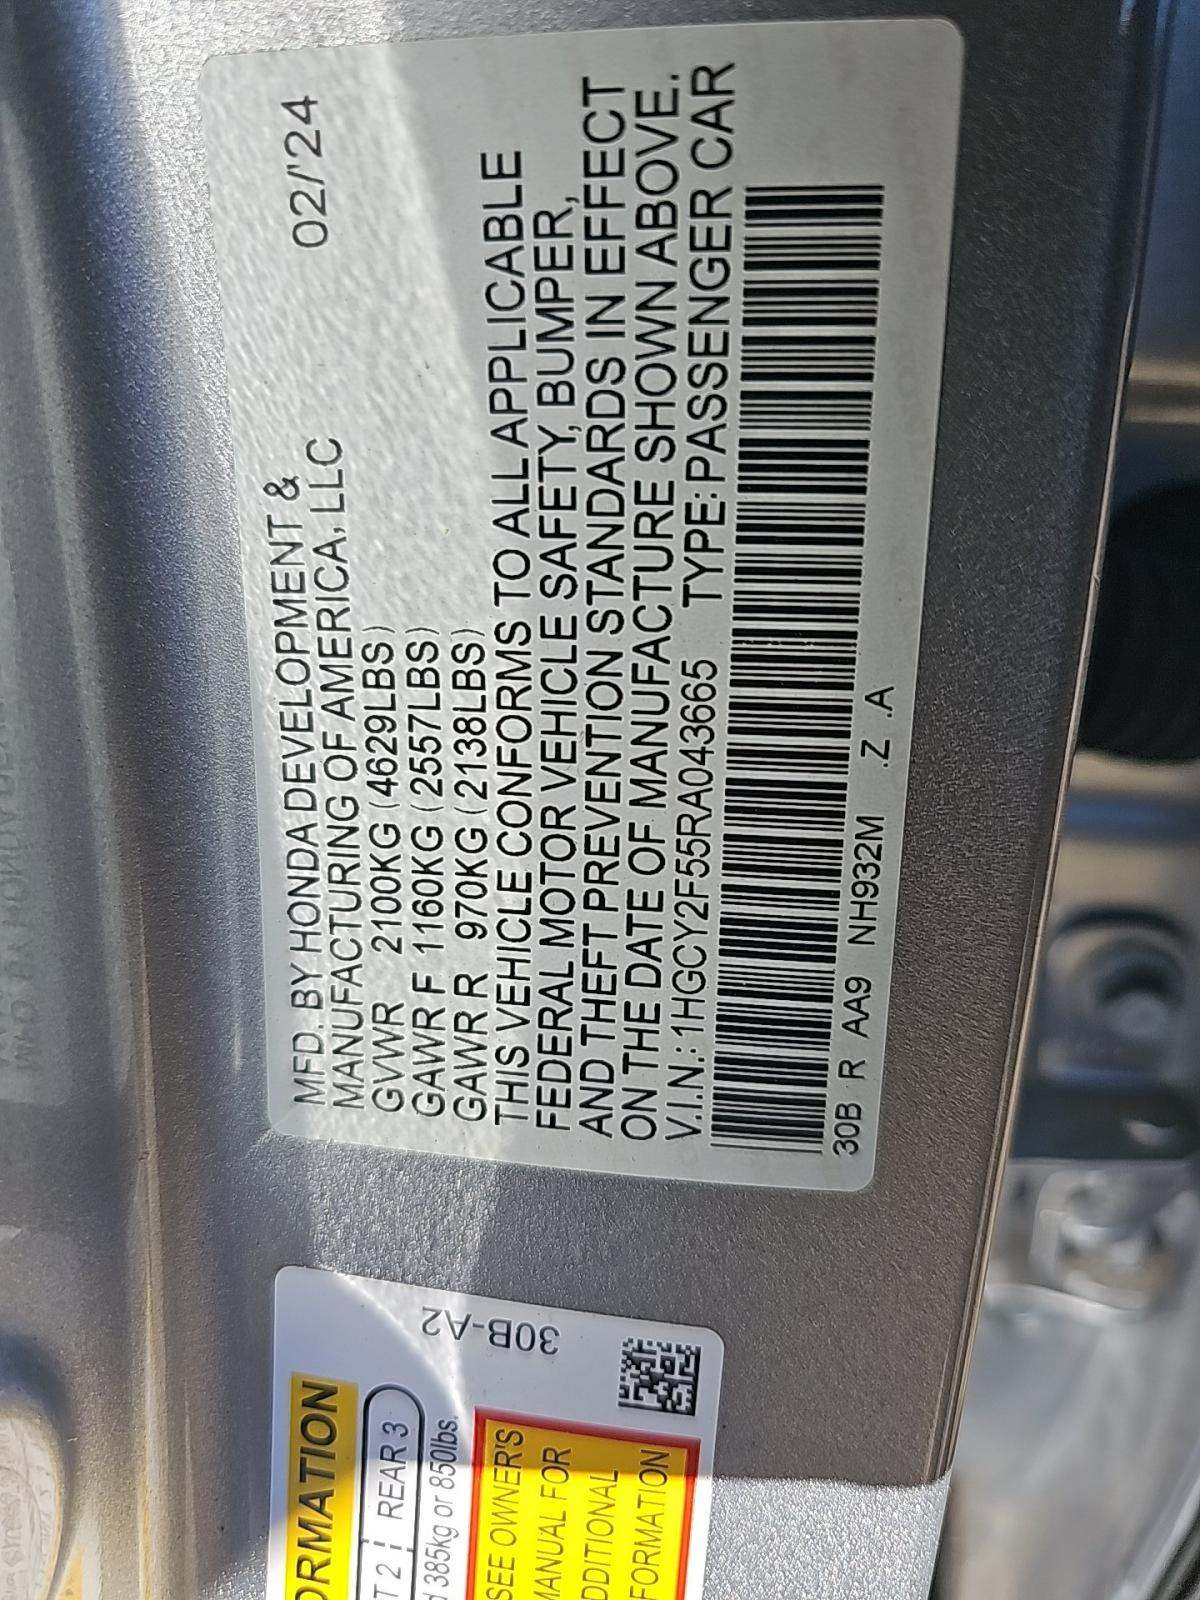 MFD. BY HONDA DEVELOPMENT &
MANUFACTURING OF AMERICA, LLC 02/'24
GVWR 2100KG (4629LBS)
GAWR F 1160KG (2557LBS)
GAWR R 970KG (2138LBS)
THIS VEHICLE CONFORMS TO ALL APPLICABLE
FEDERAL MOTOR VEHICLE SAFETY, BUMPER,
AND THEFT PREVENTION STANDARDS IN EFFECT
ON THE DATE OF MANUFACTURE SHOWN ABOVE.
V.I.N.: 1HGCY2F55RA043665 TYPE: PASSENGER CAR
30B R AA9 NH932M .Z .A
ORMATION
T 2 REAR 3
385kg or 850lbs.
SEE OWNER'S
MANUAL FOR
DDITIONAL
FORMATION
30B-A2